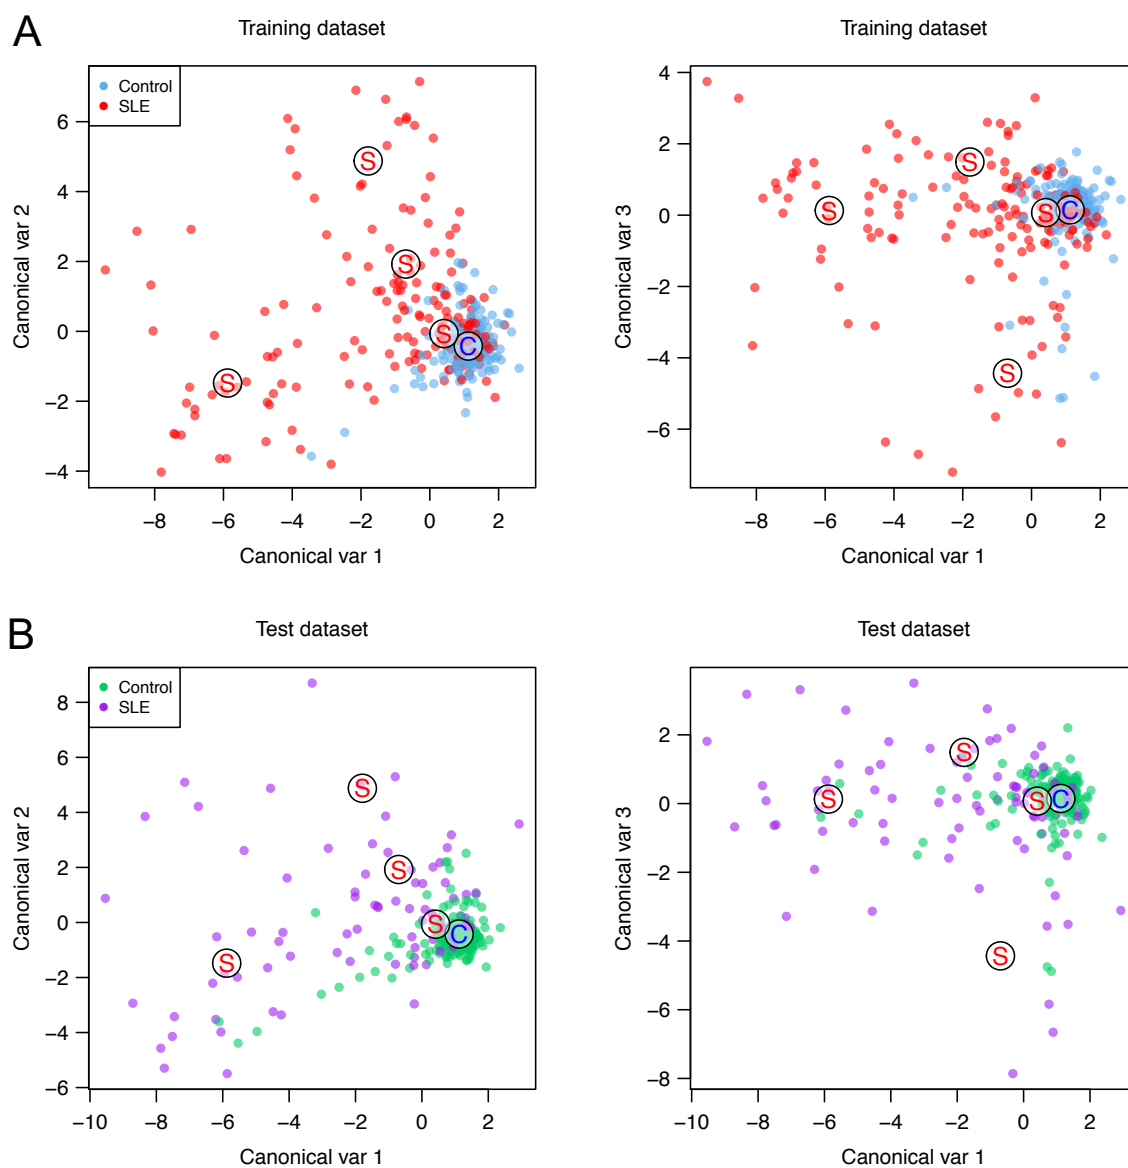 A
Training dataset
Control
SLE
Canonical var 2
6
4
2
0
−2
−4
S
S
S
C
S
−8
−6
−4
−2
0
2
Canonical var 1
Training dataset
Canonical var 3
4
2
0
−2
−4
−6
S
S
S
C
S
−8
−6
−4
−2
0
2
Canonical var 1
B
Test dataset
Control
SLE
Canonical var 2
8
6
4
2
0
−2
−4
−6
S
S
S
C
S
−10
−8
−6
−4
−2
0
2
Canonical var 1
Test dataset
Canonical var 3
2
0
−2
−4
−6
−8
S
S
S
C
S
−10
−8
−6
−4
−2
0
2
Canonical var 1